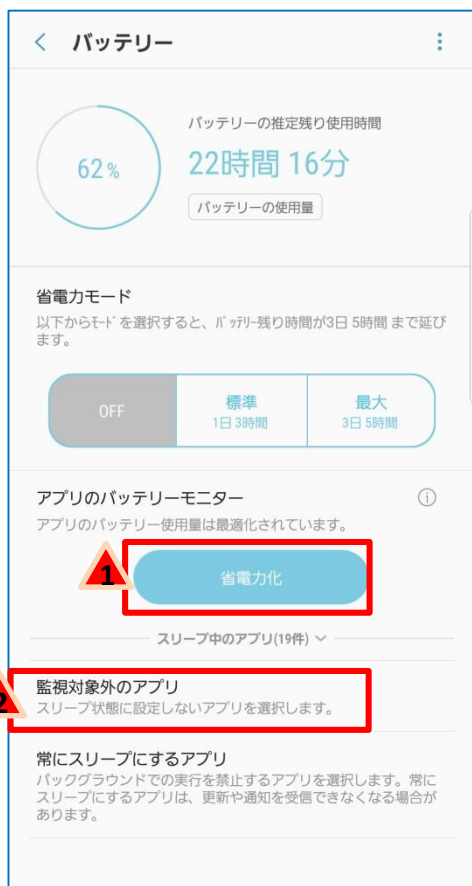 バッテリー
バッテリーの推定残り使用時間
62%
22時間 16分
バッテリーの使用量
省電力モード
以下からﾓｰﾄﾞを選択すると、ﾊﾞｯﾃﾘｰ残り時間が3日 5時間 まで延び
ます。
OFF
標準
1日 3時間
最大
3日 5時間
アプリのバッテリーモニター
アプリのバッテリー使用量は最適化されています。
1
省電力化
スリープ中のアプリ(19件)
監視対象外のアプリ
2
スリープ状態に設定しないアプリを選択します。
常にスリープにするアプリ
バックグラウンドでの実行を禁止するアプリを選択します。常に
スリープにするアプリは、更新や通知を受信できなくなる場合が
あります。